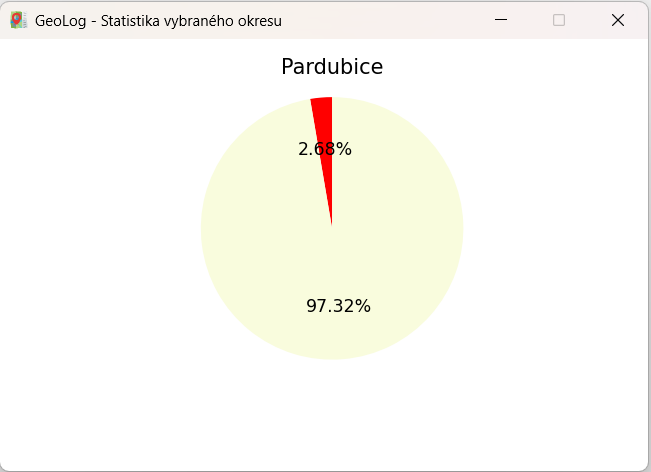 GeoLog - Statistika vybraného okresu
Pardubice
2.68%
97.32%